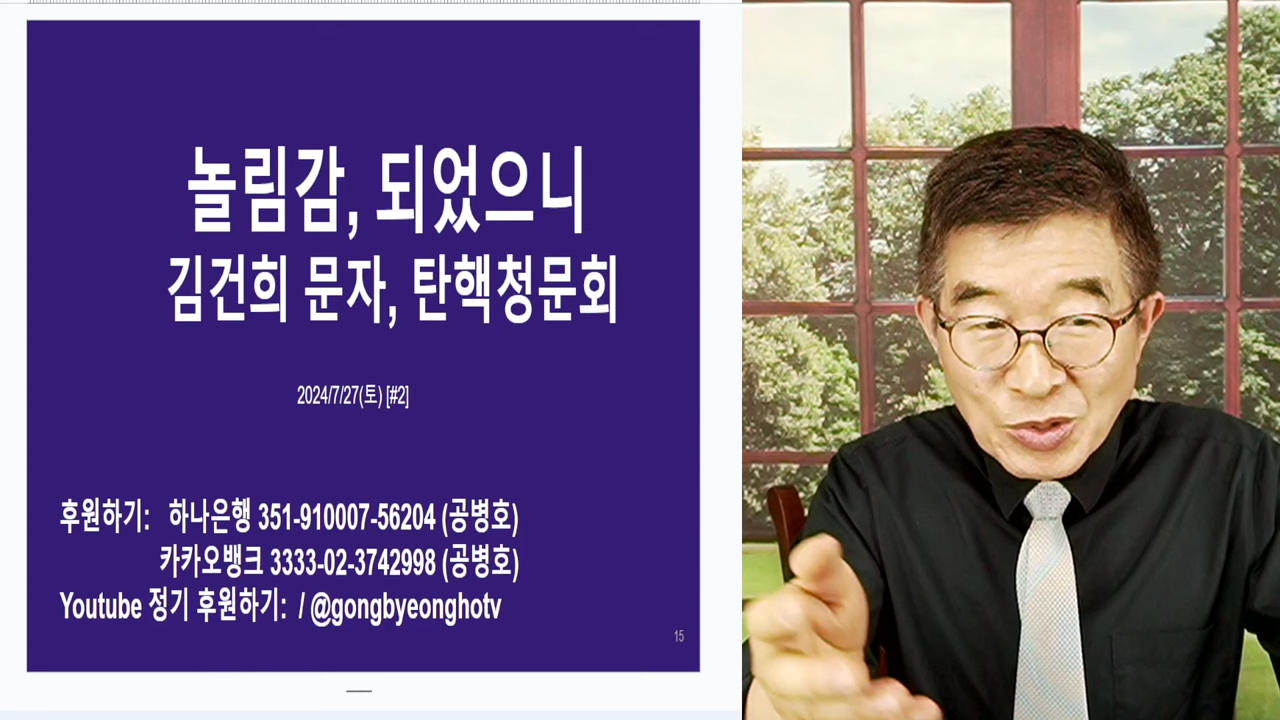 놀림감, 되었으니
김건희 문자, 탄핵청문회
2024/7/27(토) [#2]
후원하기: 하나은행 351-910007-56204 (공병호)
카카오뱅크 3333-02-3742998 (공병호)
Youtube 정기 후원하기: / @gongbyeonghotv
15